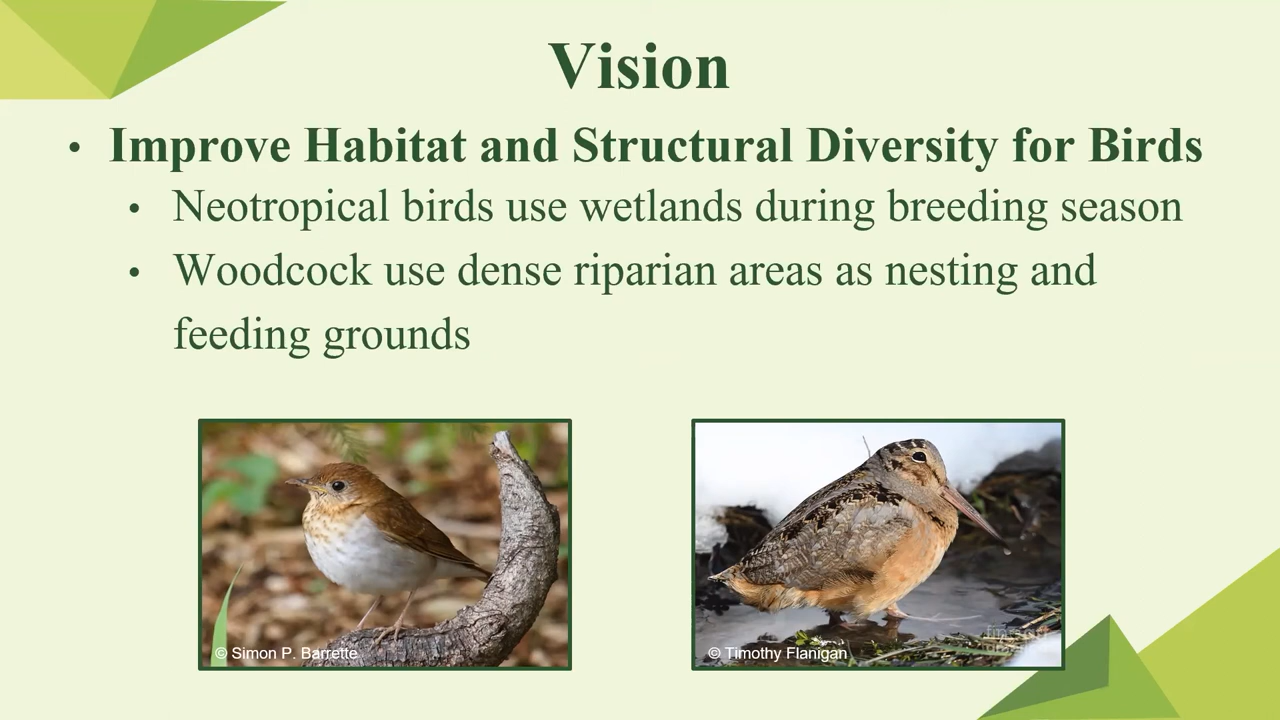 Vision
• Improve Habitat and Structural Diversity for Birds
• Neotropical birds use wetlands during breeding season
• Woodcock use dense riparian areas as nesting and
feeding grounds
© Simon P. Barrette
© Timothy Flanigan